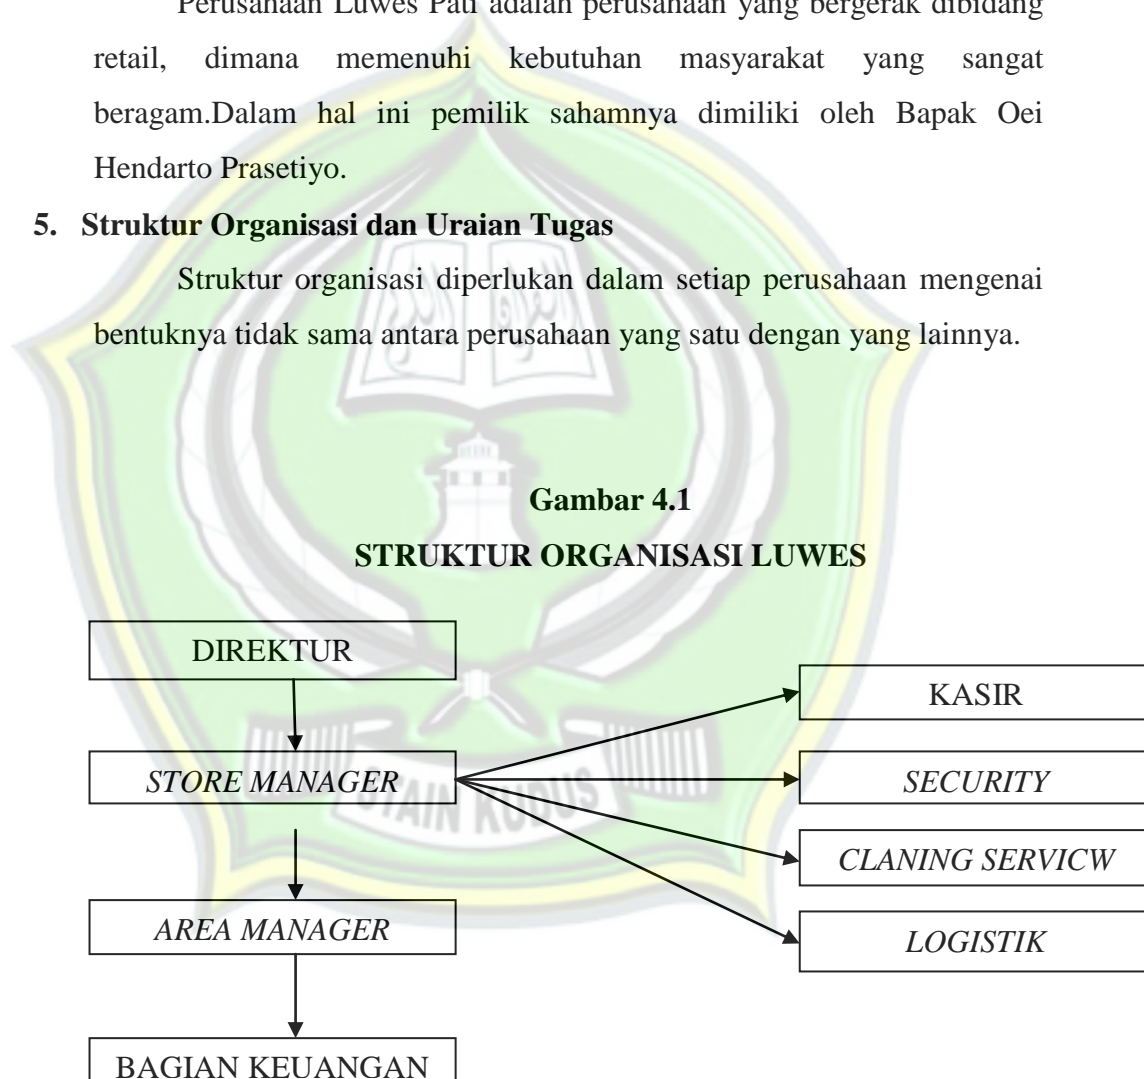 Perusahaan Luwes Pati adalah perusahaan yang bergerak dibidang
retail, dimana memenuhi kebutuhan masyarakat yang sangat
beragam.Dalam hal ini pemilik sahamnya dimiliki oleh Bapak Oei
Hendarto Prasetiyo.
5. Struktur Organisasi dan Uraian Tugas
Struktur organisasi diperlukan dalam setiap perusahaan mengenai
bentuknya tidak sama antara perusahaan yang satu dengan yang lainnya.
Gambar 4.1
STRUKTUR ORGANISASI LUWES
DIREKTUR
KASIR
STORE MANAGER
SECURITY
STAIN KUDUS
CLANING SERVICW
AREA MANAGER
LOGISTIK
BAGIAN KEUANGAN